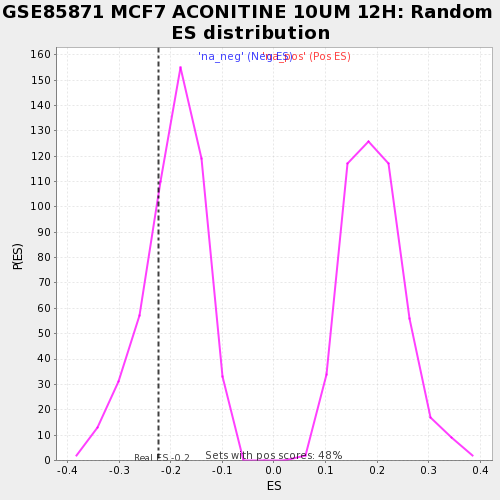 GSE85871 MCF7 ACONITINE 10UM 12H: Random
ES distribution
'na_neg' (Neg ES)
'na_pos' (Pos ES)
160
150
140
130
120
110
100
90
80
70
60
50
40
30
20
10
0
P(ES)
Real ES -0.2
Sets with pos scores: 48%
-0.4 -0.3 -0.2 -0.1 0.0 0.1 0.2 0.3 0.4
ES